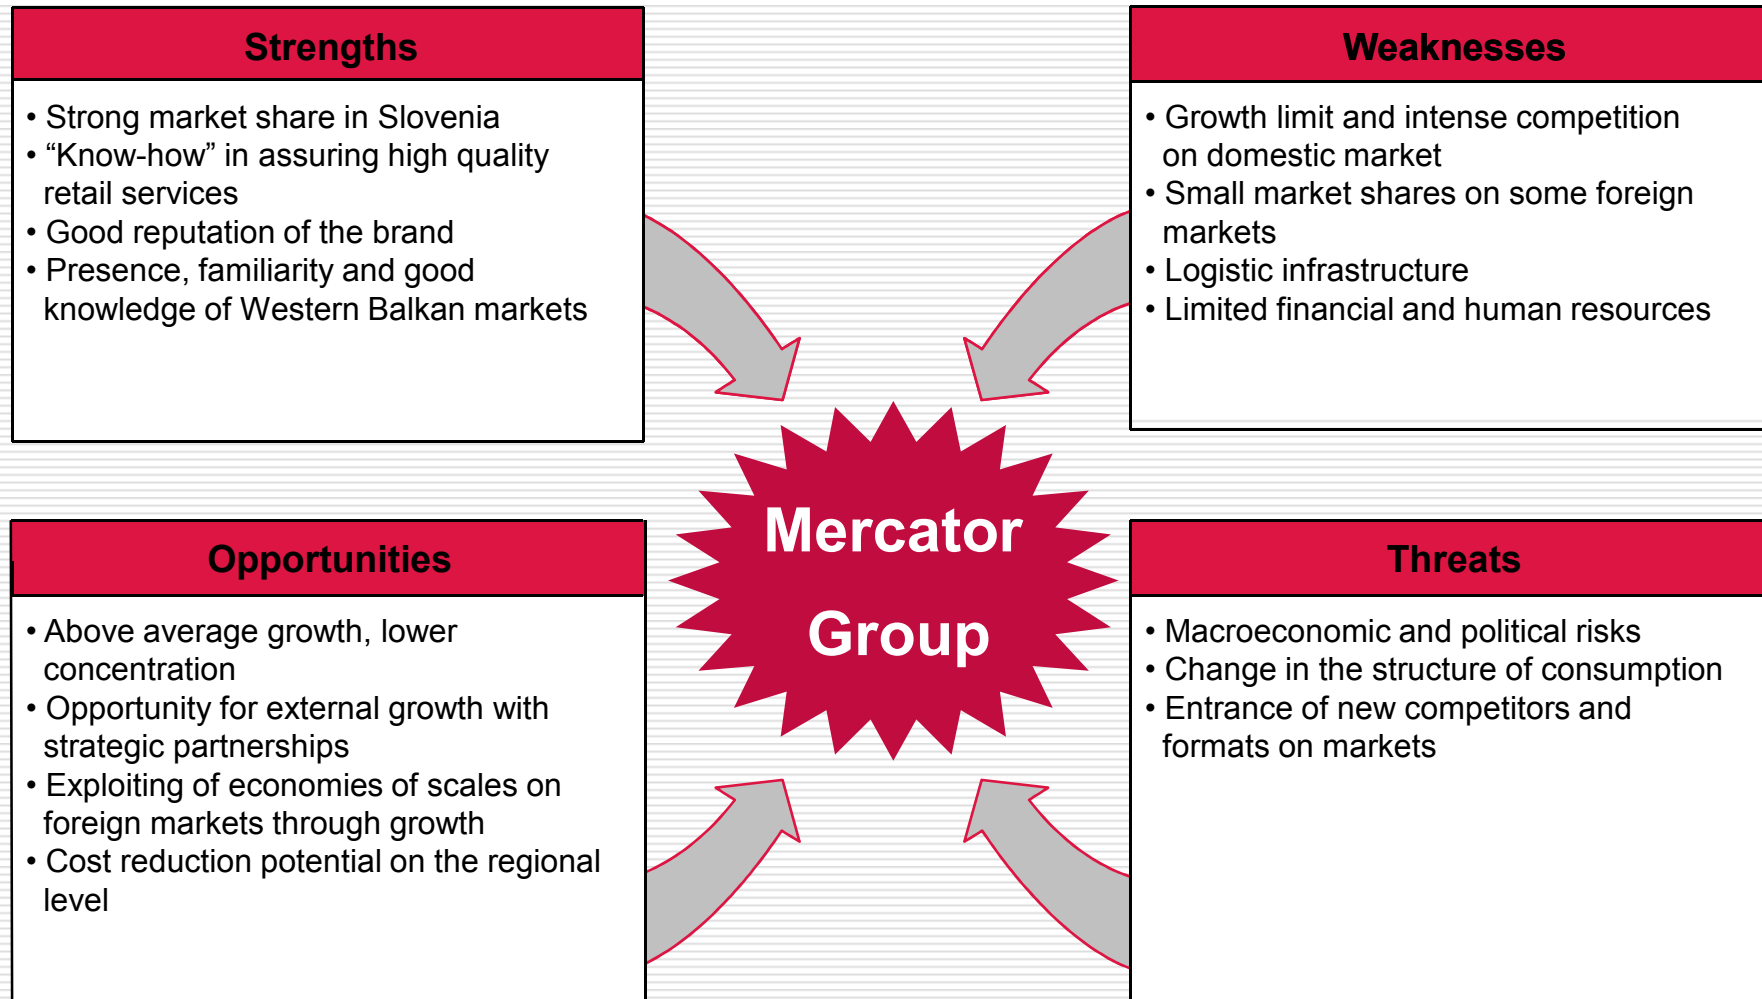 Strengths
• Strong market share in Slovenia
• “Know-how” in assuring high quality
retail services
• Good reputation of the brand
• Presence, familiarity and good
knowledge of Western Balkan markets
Weaknesses
• Growth limit and intense competition
on domestic market
• Small market shares on some foreign
markets
• Logistic infrastructure
• Limited financial and human resources
Mercator
Group
Opportunities
• Above average growth, lower
concentration
• Opportunity for external growth with
strategic partnerships
• Exploiting of economies of scales on
foreign markets through growth
• Cost reduction potential on the regional
level
Threats
• Macroeconomic and political risks
• Change in the structure of consumption
• Entrance of new competitors and
formats on markets